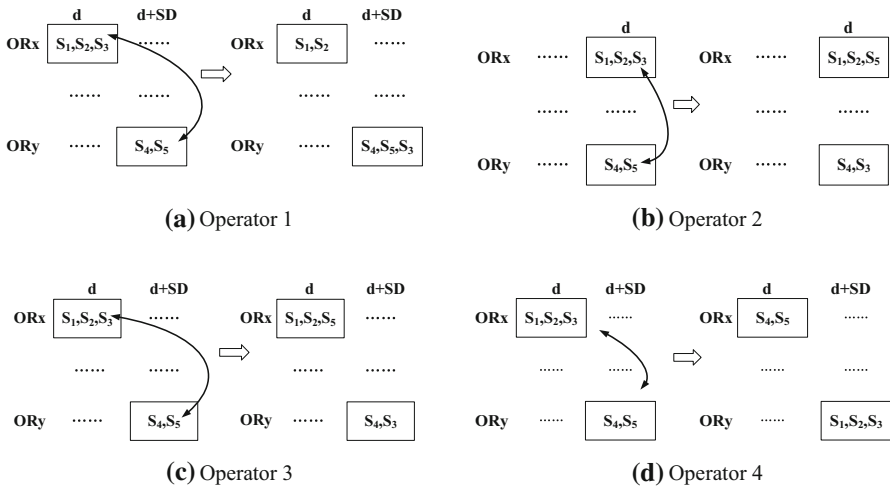 d d+SD
ORx S₁,S₂,S₃ ...... S₁,S₂ ......
...... ...... ...... ......
ORy ...... S₄,S₅ ORy ...... S₄,S₅,S₃
(a) Operator 1
d d
ORx ...... S₁,S₂,S₃ ORx ...... S₁,S₂,S₅
...... ...... ...... ......
ORy ...... S₄,S₅ ORy ...... S₄,S₃
(b) Operator 2
d d+SD d d+SD
ORx S₁,S₂,S₃ ...... ORx S₁,S₂,S₅ ......
...... ...... ...... ......
ORy ...... S₄,S₅ ORy ...... S₄,S₃
(c) Operator 3
d d+SD d d+SD
ORx S₁,S₂,S₃ ...... ORx S₄,S₅ ......
...... ...... ...... ......
ORy ...... S₄,S₅ ORy ...... S₁,S₂,S₃
(d) Operator 4